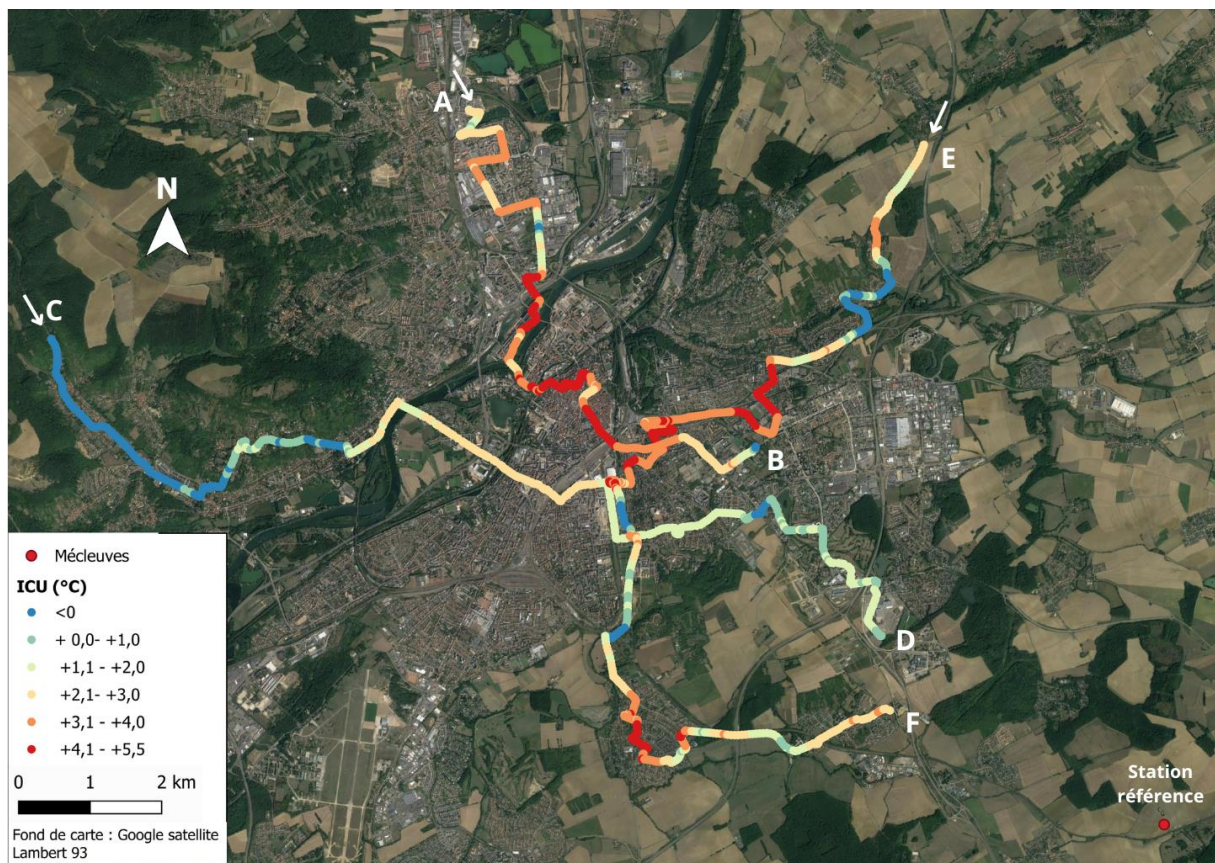 A
E
N
C
B
D
F
Station
référence
Mécleuves
ICU (°C)
<0
+ 0,0- +1,0
+1,1 - +2,0
+2,1- +3,0
+3,1 - +4,0
+4,1 - +5,5
0 1 2 km
Fond de carte : Google satellite
Lambert 93